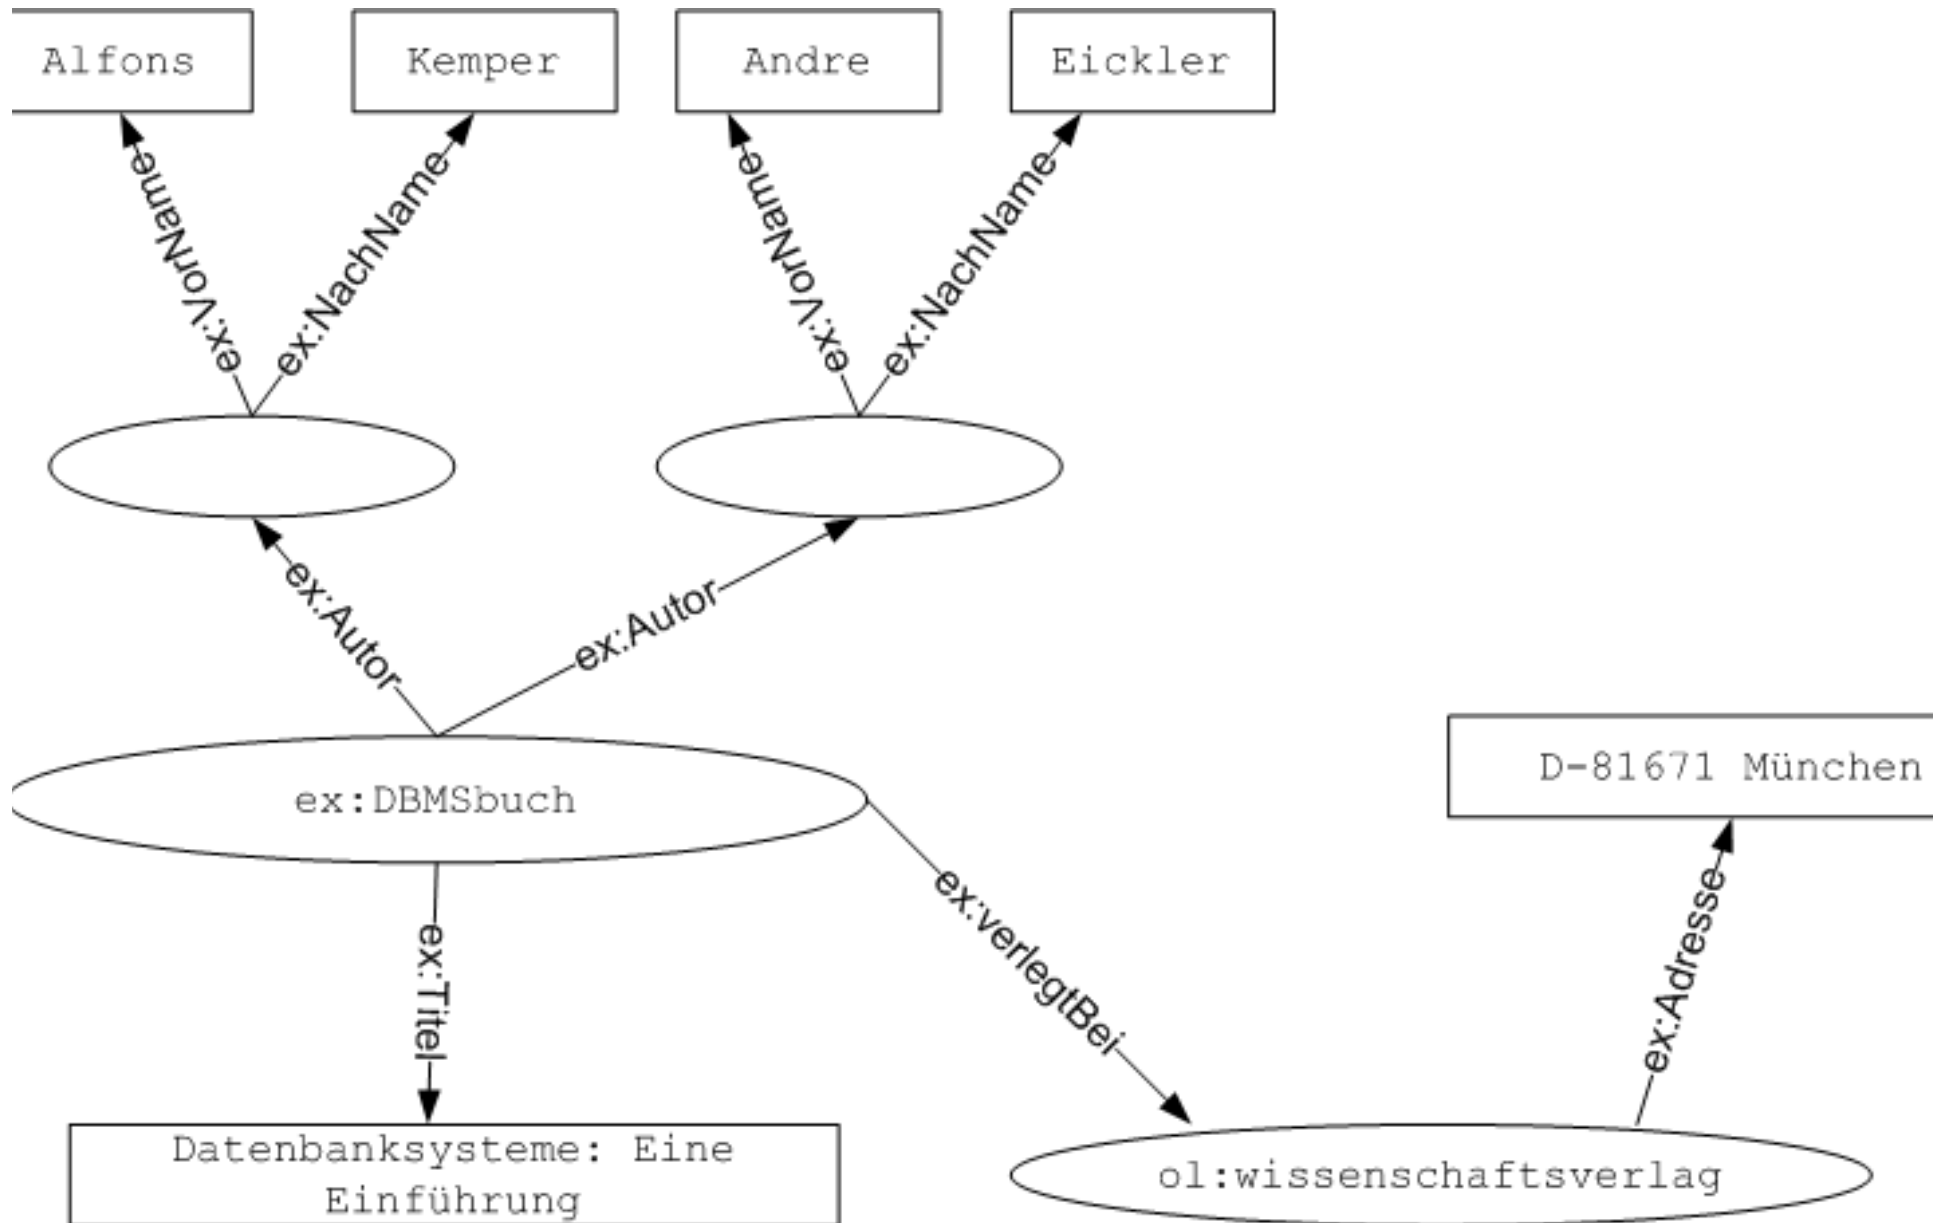 Alfons
Kemper
Andre
Eickler
ex:VorName
ex:NachName
ex:VorName
ex:NachName
ex:Autor
ex:Autor
ex:DBMSbuch
D-81671 München
ex:Titel
ex:verlegtBei
ex:Adresse
Datenbanksysteme: Eine
Einführung
ol:wissenschaftsverlag